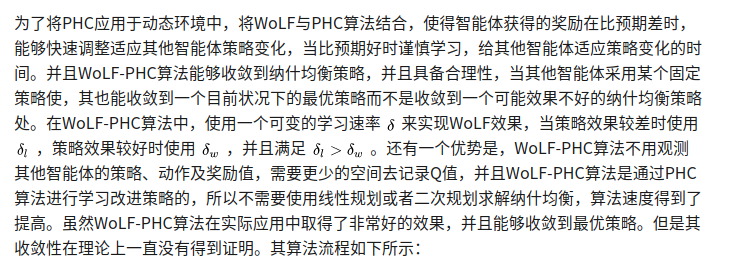 为了将PHC应用于动态环境中，将WoLF与PHC算法结合，使得智能体获得的奖励在比预期差时，
能够快速调整适应其他智能体策略变化，当比预期好时谨慎学习，给其他智能体适应策略变化的时
间。并且WoLF-PHC算法能够收敛到纳什均衡策略，并且具备合理性，当其他智能体采用某个固定
策略使，其也能收敛到一个目前状况下的最优策略而不是收敛到一个可能效果不好的纳什均衡策略
处。在WoLF-PHC算法中，使用一个可变的学习速率 δ 来实现WoLF效果，当策略效果较差时使用
δ_l ，策略效果较好时使用 δ_w ，并且满足 δ_l > δ_w 。还有一个优势是，WoLF-PHC算法不用观测
其他智能体的策略、动作及奖励值，需要更少的空间去记录Q值，并且WoLF-PHC算法是通过PHC
算法进行学习改进策略的，所以不需要使用线性规划或者二次规划求解纳什均衡，算法速度得到了
提高。虽然WoLF-PHC算法在实际应用中取得了非常好的效果，并且能够收敛到最优策略。但是其
收敛性在理论上一直没有得到证明。其算法流程如下所示：